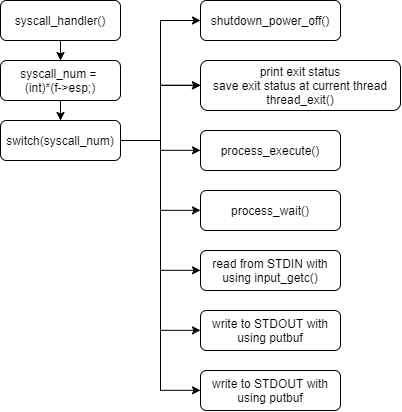 syscall_handler()
syscall_num =
(int)*(f->esp;)
switch(syscall_num)
shutdown_power_off()
print exit status
save exit status at current thread
thread_exit()
process_execute()
process_wait()
read from STDIN with
using input_getc()
write to STDOUT with
using putbuf
write to STDOUT with
using putbuf